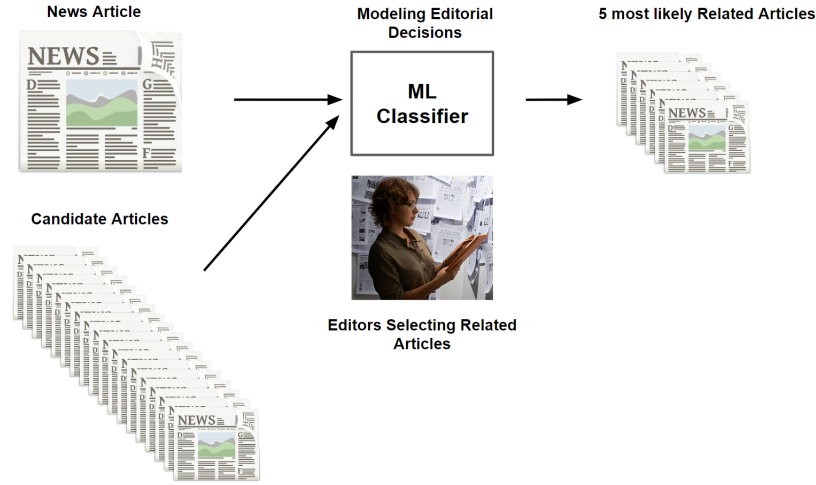 News Article
NEWS
D
G
F
Candidate Articles
NEWS
D
G
F
Modeling Editorial
Decisions
ML
Classifier
Editors Selecting Related
Articles
5 most likely Related Articles
NEWS
D
G
F